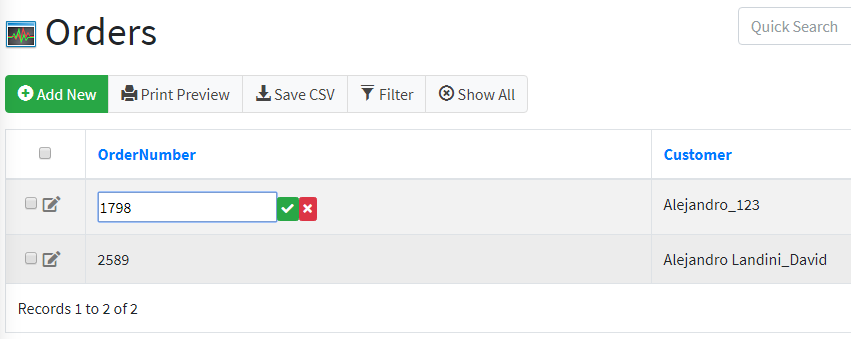 Orders
Quick Search
Add New Print Preview Save CSV Filter Show All
OrderNumber Customer
1798 Alejandro_123
2589 Alejandro Landini_David
Records 1 to 2 of 2